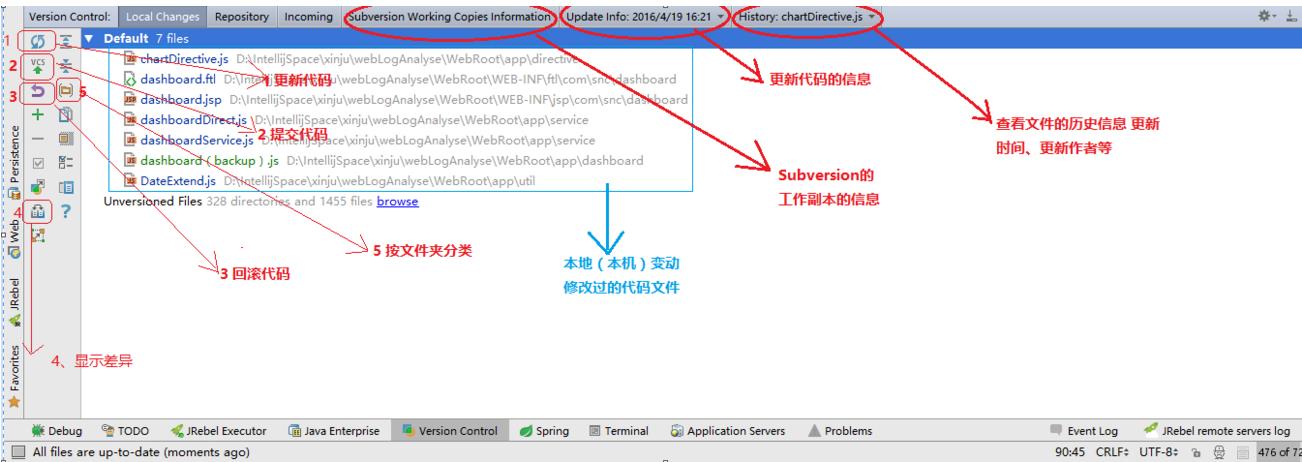 Version Control: Local Changes Repository Incoming Subversion Working Copies Information Update Info: 2016/4/19 16:21 History: chartDirective.js
1
Default 7 files
chartDirective.js D:\IntellijSpace\xinju\webLogAnalyse\WebRoot\app\directive
1 更新代码
更新代码的信息
2
VCS
dashboard.ftl D:\IntellijSpace\xinju\webLogAnalyse\WebRoot\WEB-INF\ftl\com\snc\dashboard
3
5
dashboard.jsp D:\IntellijSpace\xinju\webLogAnalyse\WebRoot\WEB-INF\jsp\com\snc\dashboard
dashboardDirect.js D:\IntellijSpace\xinju\webLogAnalyse\WebRoot\app\service
2 提交代码
查看文件的历史信息 更新
时间、更新作者等
dashboardService.js D:\IntellijSpace\xinju\webLogAnalyse\WebRoot\app\service
dashboard（backup）.js D:\IntellijSpace\xinju\webLogAnalyse\WebRoot\app\dashboard
DateExtend.js D:\IntellijSpace\xinju\webLogAnalyse\WebRoot\app\util
Subversion的
工作副本的信息
Unversioned Files 328 directories and 1455 files browse
4
?
5 按文件夹分类
3 回滚代码
本地（本机）变动
修改过的代码文件
4、显示差异
Persistence
Web
JRebel
Favorites
Debug TODO JRebel Executor Java Enterprise Version Control Spring Terminal Application Servers Problems Event Log JRebel remote servers log
All files are up-to-date (moments ago) 90:45 CRLF UTF-8 476 of 72